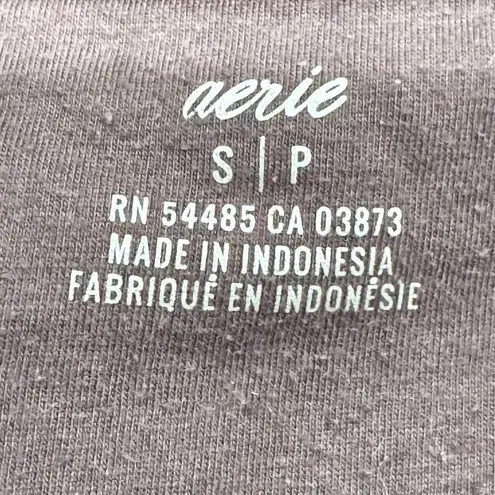 aerie
S | P
RN 54485 CA 03873
MADE IN INDONESIA
FABRIQUÉ EN INDONÉSIE